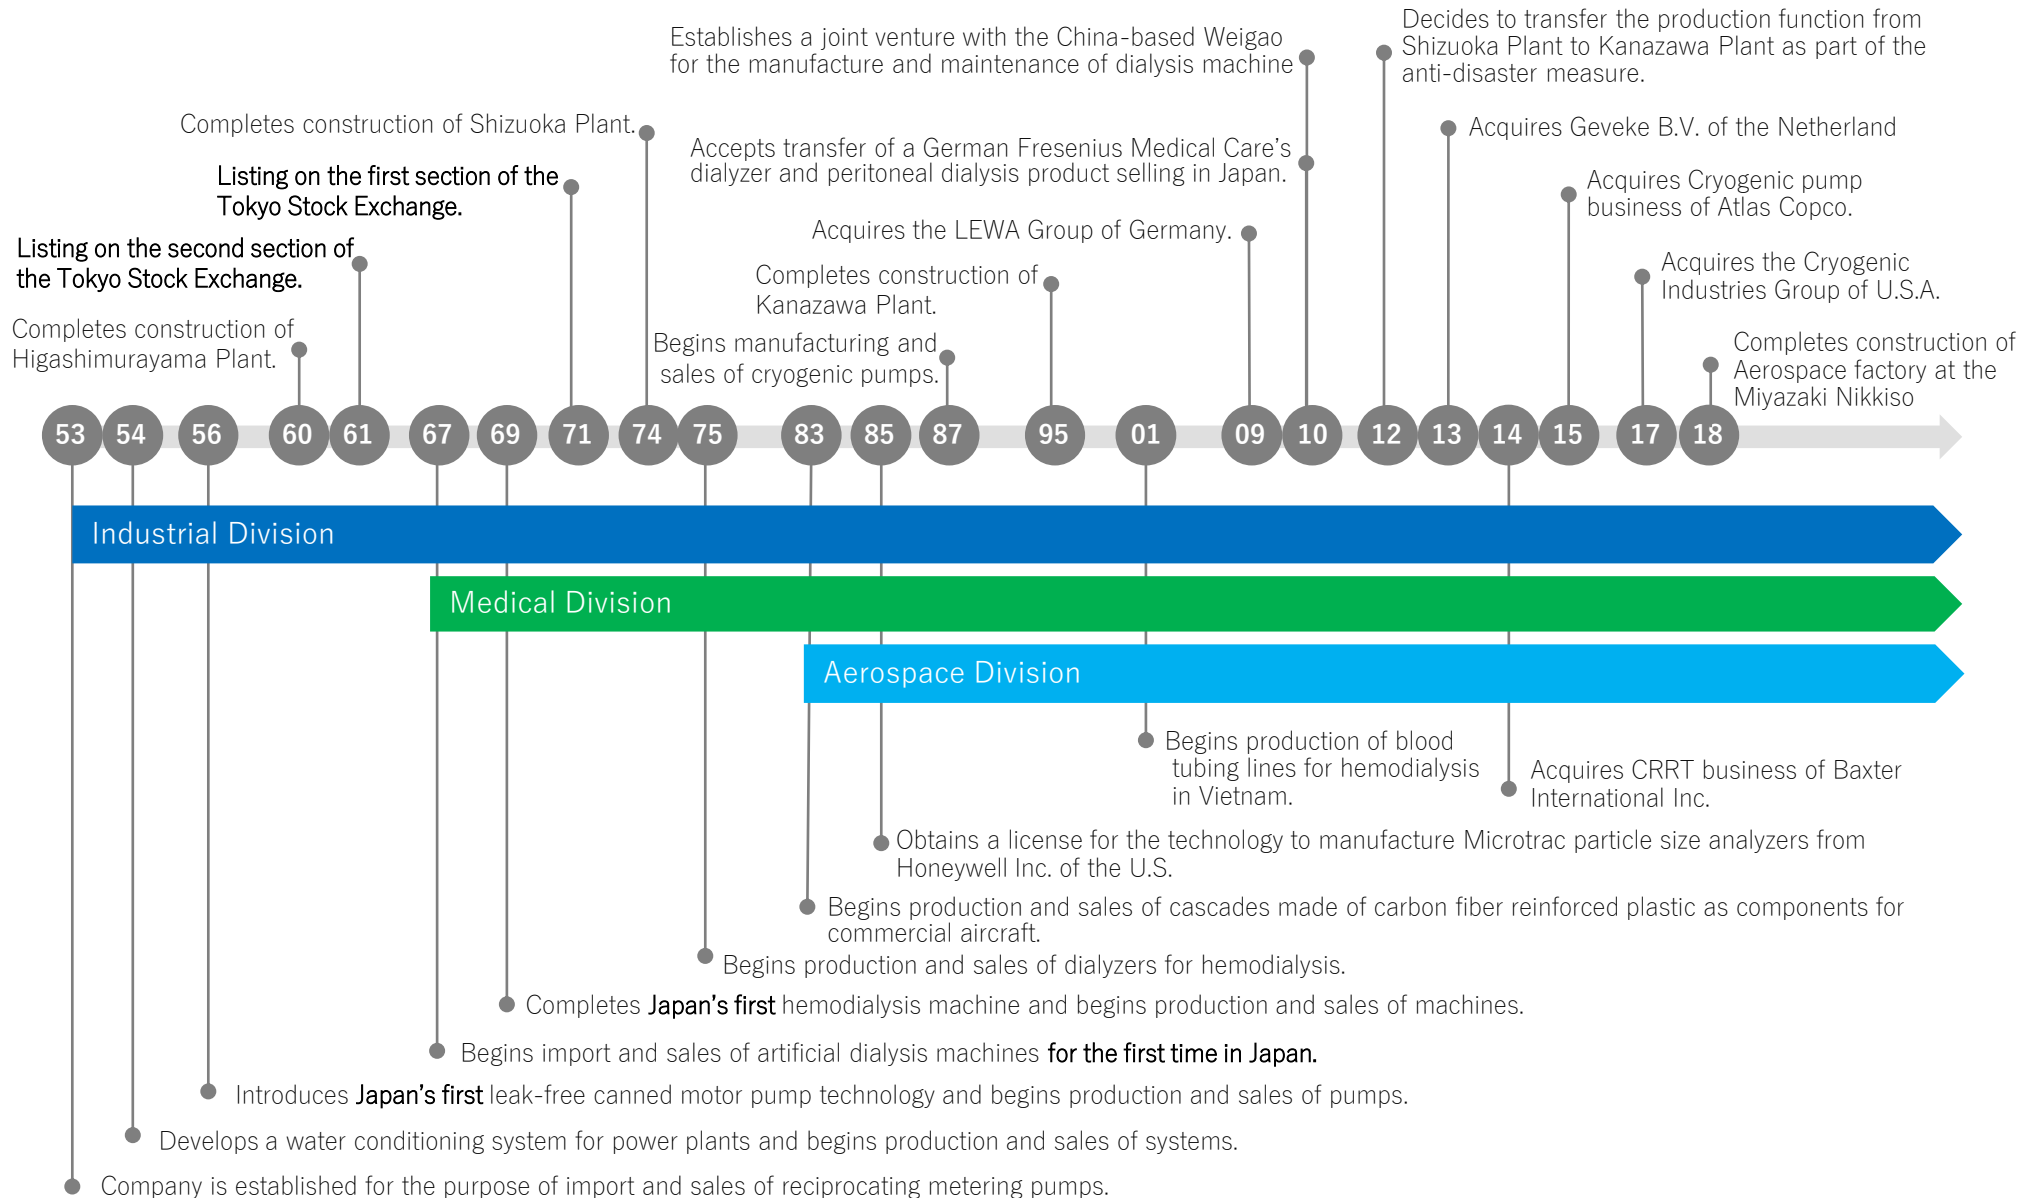 Establishes a joint venture with the China-based Weigao
for the manufacture and maintenance of dialysis machine
Decides to transfer the production function from
Shizuoka Plant to Kanazawa Plant as part of the
anti-disaster measure.
Completes construction of Shizuoka Plant.
Acquires Geveke B.V. of the Netherland
Accepts transfer of a German Fresenius Medical Care’s
dialyzer and peritoneal dialysis product selling in Japan.
Listing on the first section of the
Tokyo Stock Exchange.
Acquires Cryogenic pump
business of Atlas Copco.
Acquires the LEWA Group of Germany.
Listing on the second section of
the Tokyo Stock Exchange.
Completes construction of
Kanazawa Plant.
Acquires the Cryogenic
Industries Group of U.S.A.
Completes construction of
Higashimurayama Plant.
Begins manufacturing and
sales of cryogenic pumps.
Completes construction of
Aerospace factory at the
Miyazaki Nikkiso
53 54 56 60 61 67 69 71 74 75 83 85 87 95 01 09 10 12 13 14 15 17 18
Industrial Division
Medical Division
Aerospace Division
Begins production of blood
tubing lines for hemodialysis
in Vietnam.
Acquires CRRT business of Baxter
International Inc.
Obtains a license for the technology to manufacture Microtrac particle size analyzers from
Honeywell Inc. of the U.S.
Begins production and sales of cascades made of carbon fiber reinforced plastic as components for
commercial aircraft.
Begins production and sales of dialyzers for hemodialysis.
Completes Japan’s first hemodialysis machine and begins production and sales of machines.
Begins import and sales of artificial dialysis machines for the first time in Japan.
Introduces Japan’s first leak-free canned motor pump technology and begins production and sales of pumps.
Develops a water conditioning system for power plants and begins production and sales of systems.
Company is established for the purpose of import and sales of reciprocating metering pumps.